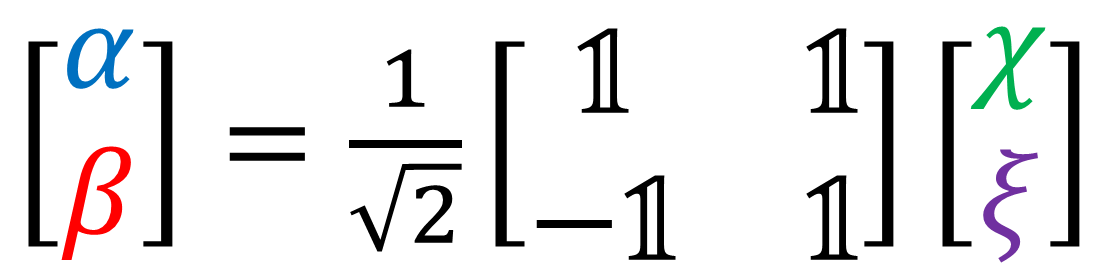 [α β] = 1/√2 [𝟙 𝟙 −𝟙 𝟙] [χ ξ]